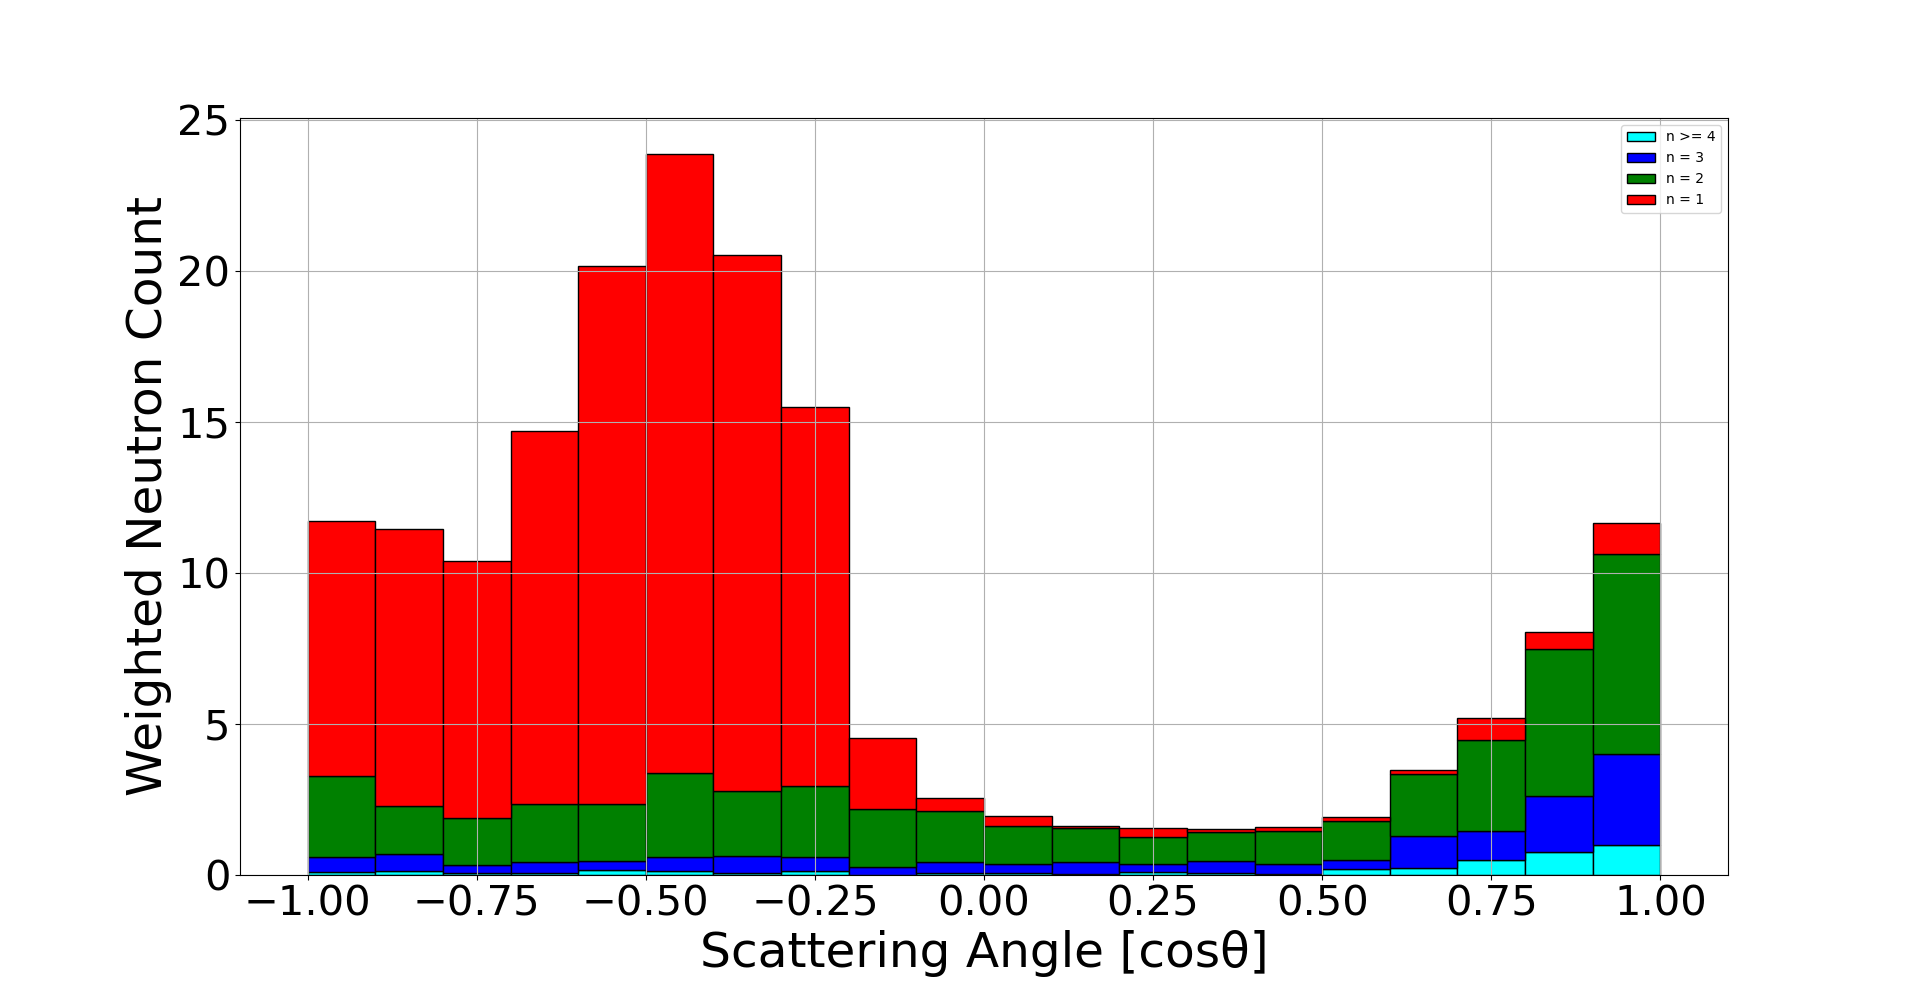 25
20
15
10
5
0
Weighted Neutron Count
n >= 4
n = 3
n = 2
n = 1
−1.00 −0.75 −0.50 −0.25 0.00 0.25 0.50 0.75 1.00
Scattering Angle [cosθ]